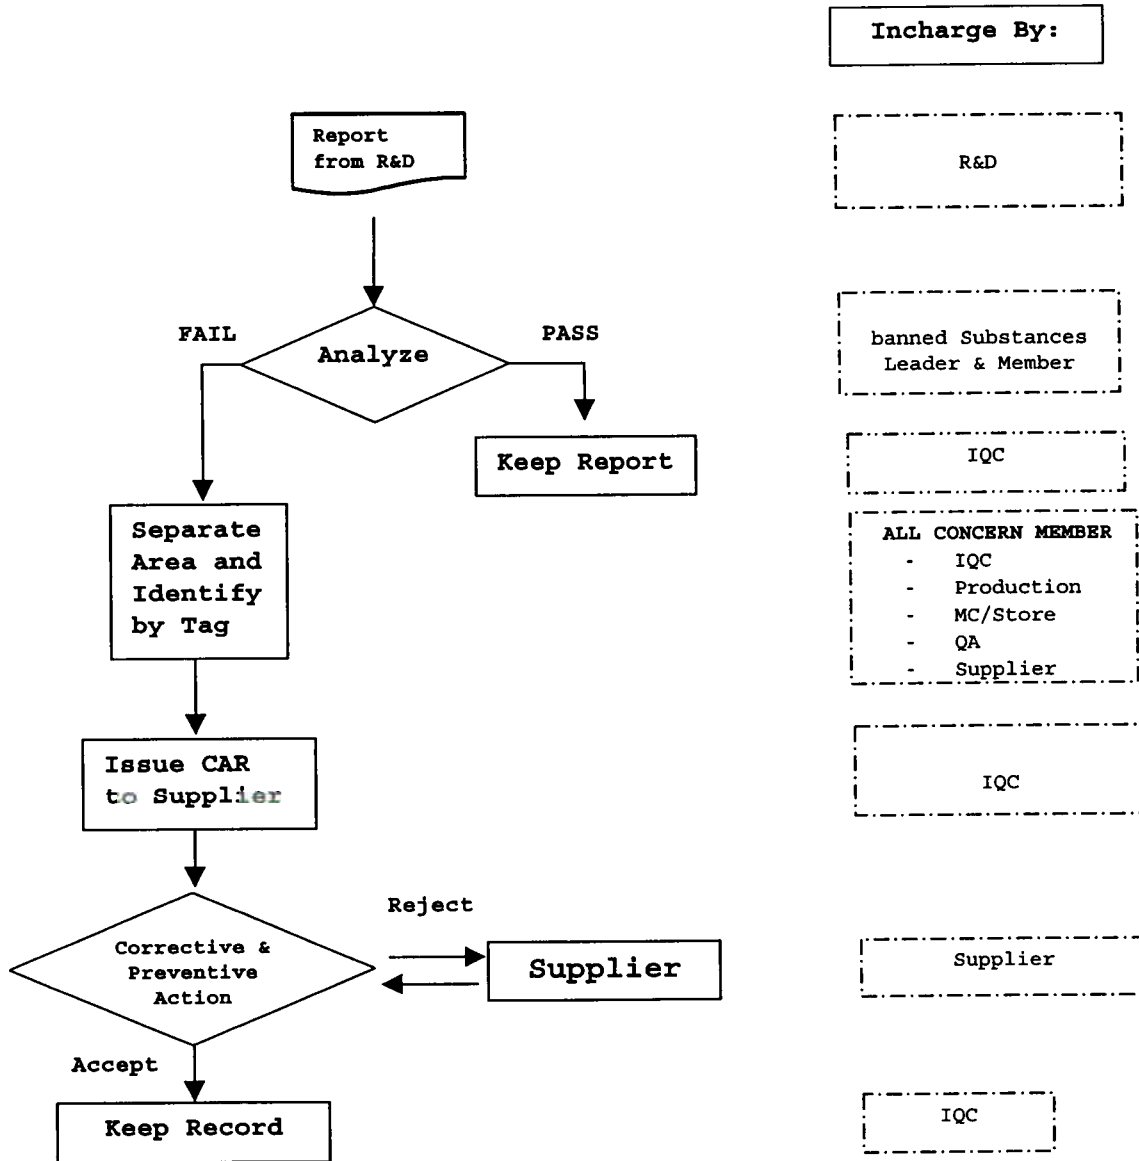 Incharge By:
Report
from R&D
R&D
FAIL
PASS
Analyze
banned Substances
Leader & Member
Keep Report
IQC
Separate
Area and
Identify
by Tag
ALL CONCERN MEMBER
- IQC
- Production
- MC/Store
- QA
- Supplier
Issue CAR
to Supplier
IQC
Reject
Corrective &
Preventive
Action
Supplier
Supplier
Accept
Keep Record
IQC